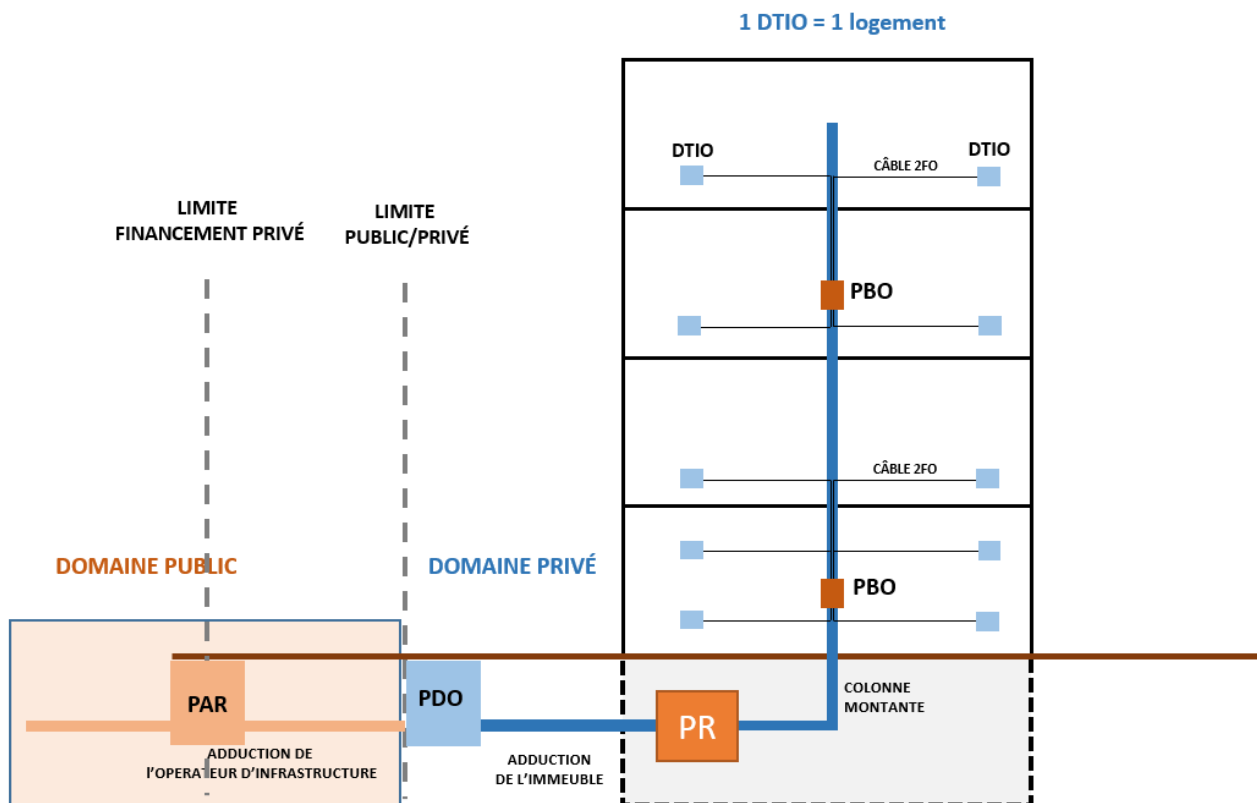 1 DTIO = 1 logement
DTIO
DTIO
CÂBLE 2FO
LIMITE
FINANCEMENT PRIVÉ
LIMITE
PUBLIC/PRIVÉ
PBO
CÂBLE 2FO
DOMAINE PUBLIC
DOMAINE PRIVÉ
PBO
PAR
PDO
PR
COLONNE
MONTANTE
ADDUCTION DE
l'OPERATEUR D'INFRASTRUCTURE
ADDUCTION
DE L'IMMEUBLE